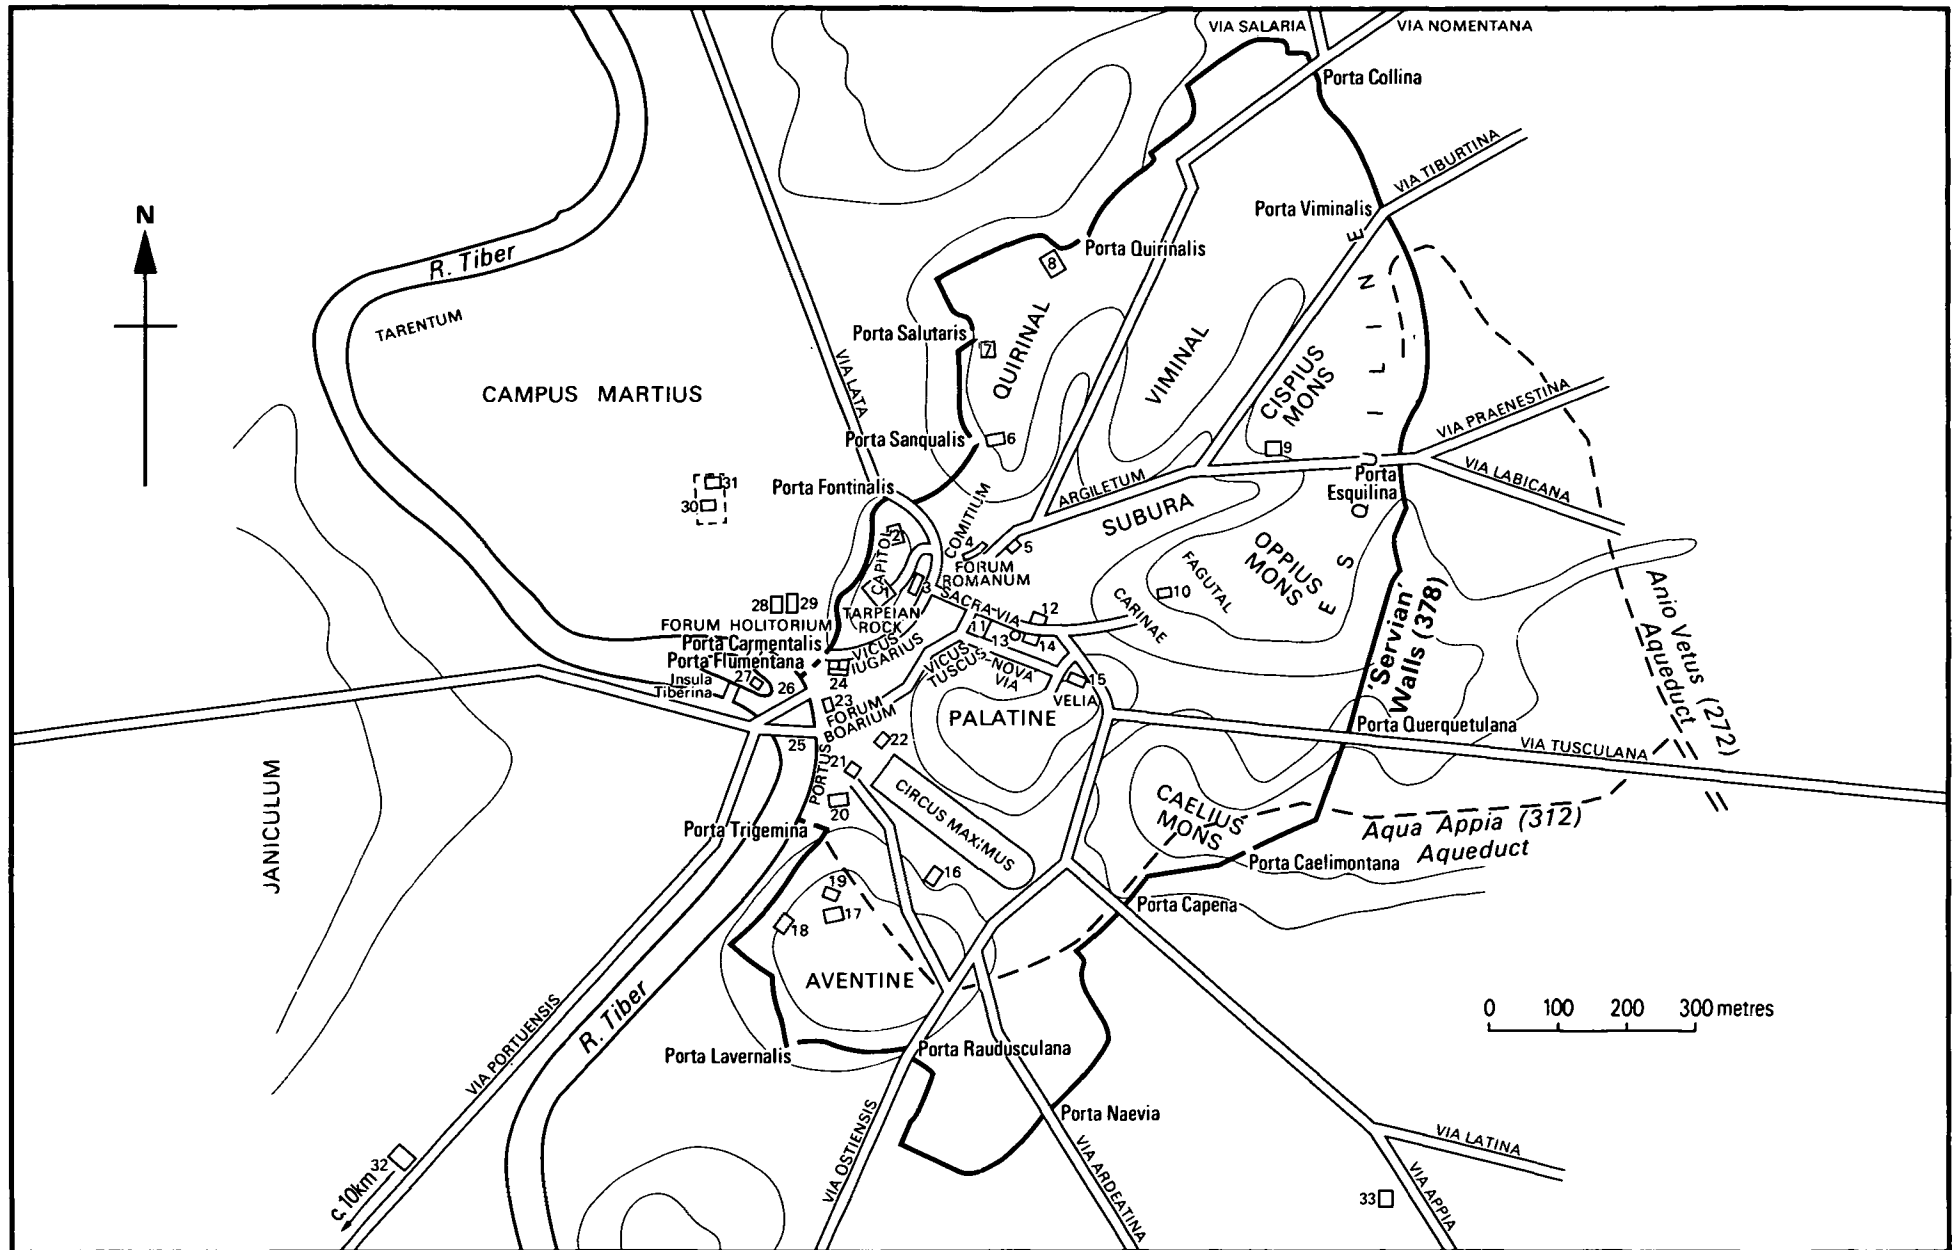 VIA SALARIA
VIA NOMENTANA
Porta Collina
VIA TIBURTINA
Porta Viminalis
N
R. Tiber
Porta Quirinalis
8
TARENTUM
Porta Salutaris
7
QUIRINAL
VIMINAL
CISPIUS
MONS
ESQUILINE
VIA LATA
CAMPUS MARTIUS
VIA PRAENESTINA
Porta Sanqualis
6
9
VIA LABICANA
Porta
Esquilina
31
30
Porta Fontinalis
COMITIUM
ARGILETUM
SUBURA
2
CAPITOL
4
5
FORUM
ROMANUM
OPPIUS
MONS
FAGUTAL
10
CARINAE
'Servian'
Walls (378)
Anio Vetus (272)
Aqueduct
1
3
28
29
TARPEIAN
ROCK
SACRA VIA
12
11
13
14
FORUM HOLITORIUM
Porta Carmentalis
Porta Flumentana
VICUS
IUGARIUS
VICUS
TUSCUS
NOVA
VIA
15
VELIA
Insula
Tiberina
27
26
24
23
FORUM
BOARIUM
PALATINE
Porta Querquetulana
VIA TUSCULANA
25
22
21
PORTUS
20
CIRCUS MAXIMUS
CAELIUS
MONS
Aqua Appia (312)
Aqueduct
JANICULUM
Porta Trigemina
Porta Caelimontana
16
19
17
18
Porta Capena
AVENTINE
VIA PORTUENSIS
R. Tiber
0 100 200 300 metres
Porta Lavernalis
Porta Raudusculana
Porta Naevia
VIA OSTIENSIS
VIA ARDEATINA
VIA LATINA
VIA APPIA
32
c. 10km
33